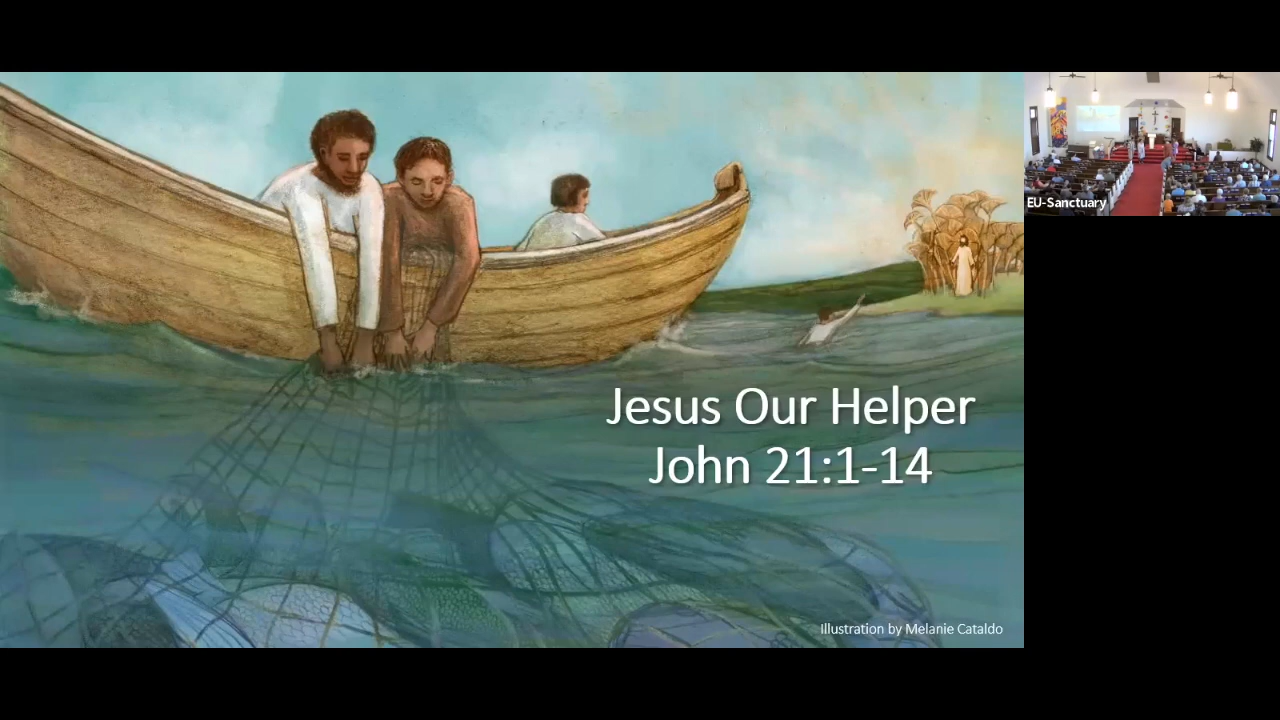 EU-Sanctuary
Jesus Our Helper
John 21:1-14
Illustration by Melanie Cataldo